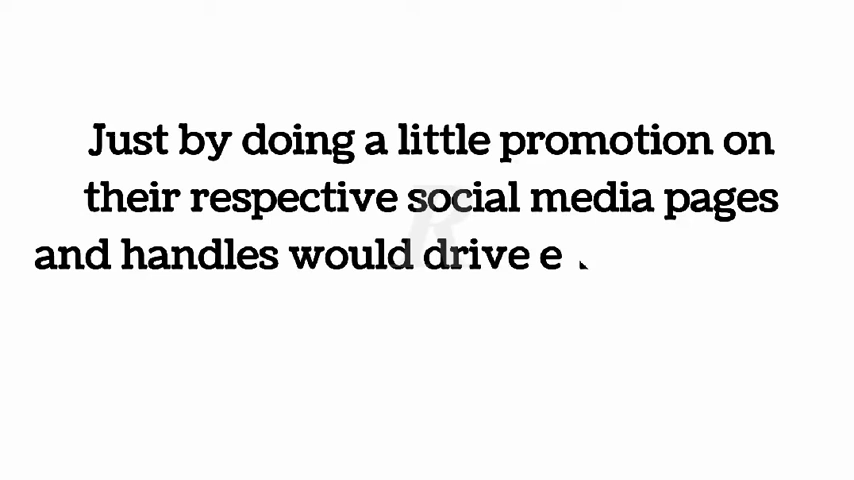 Just by doing a little promotion on
their respective social media pages
and handles would drive e